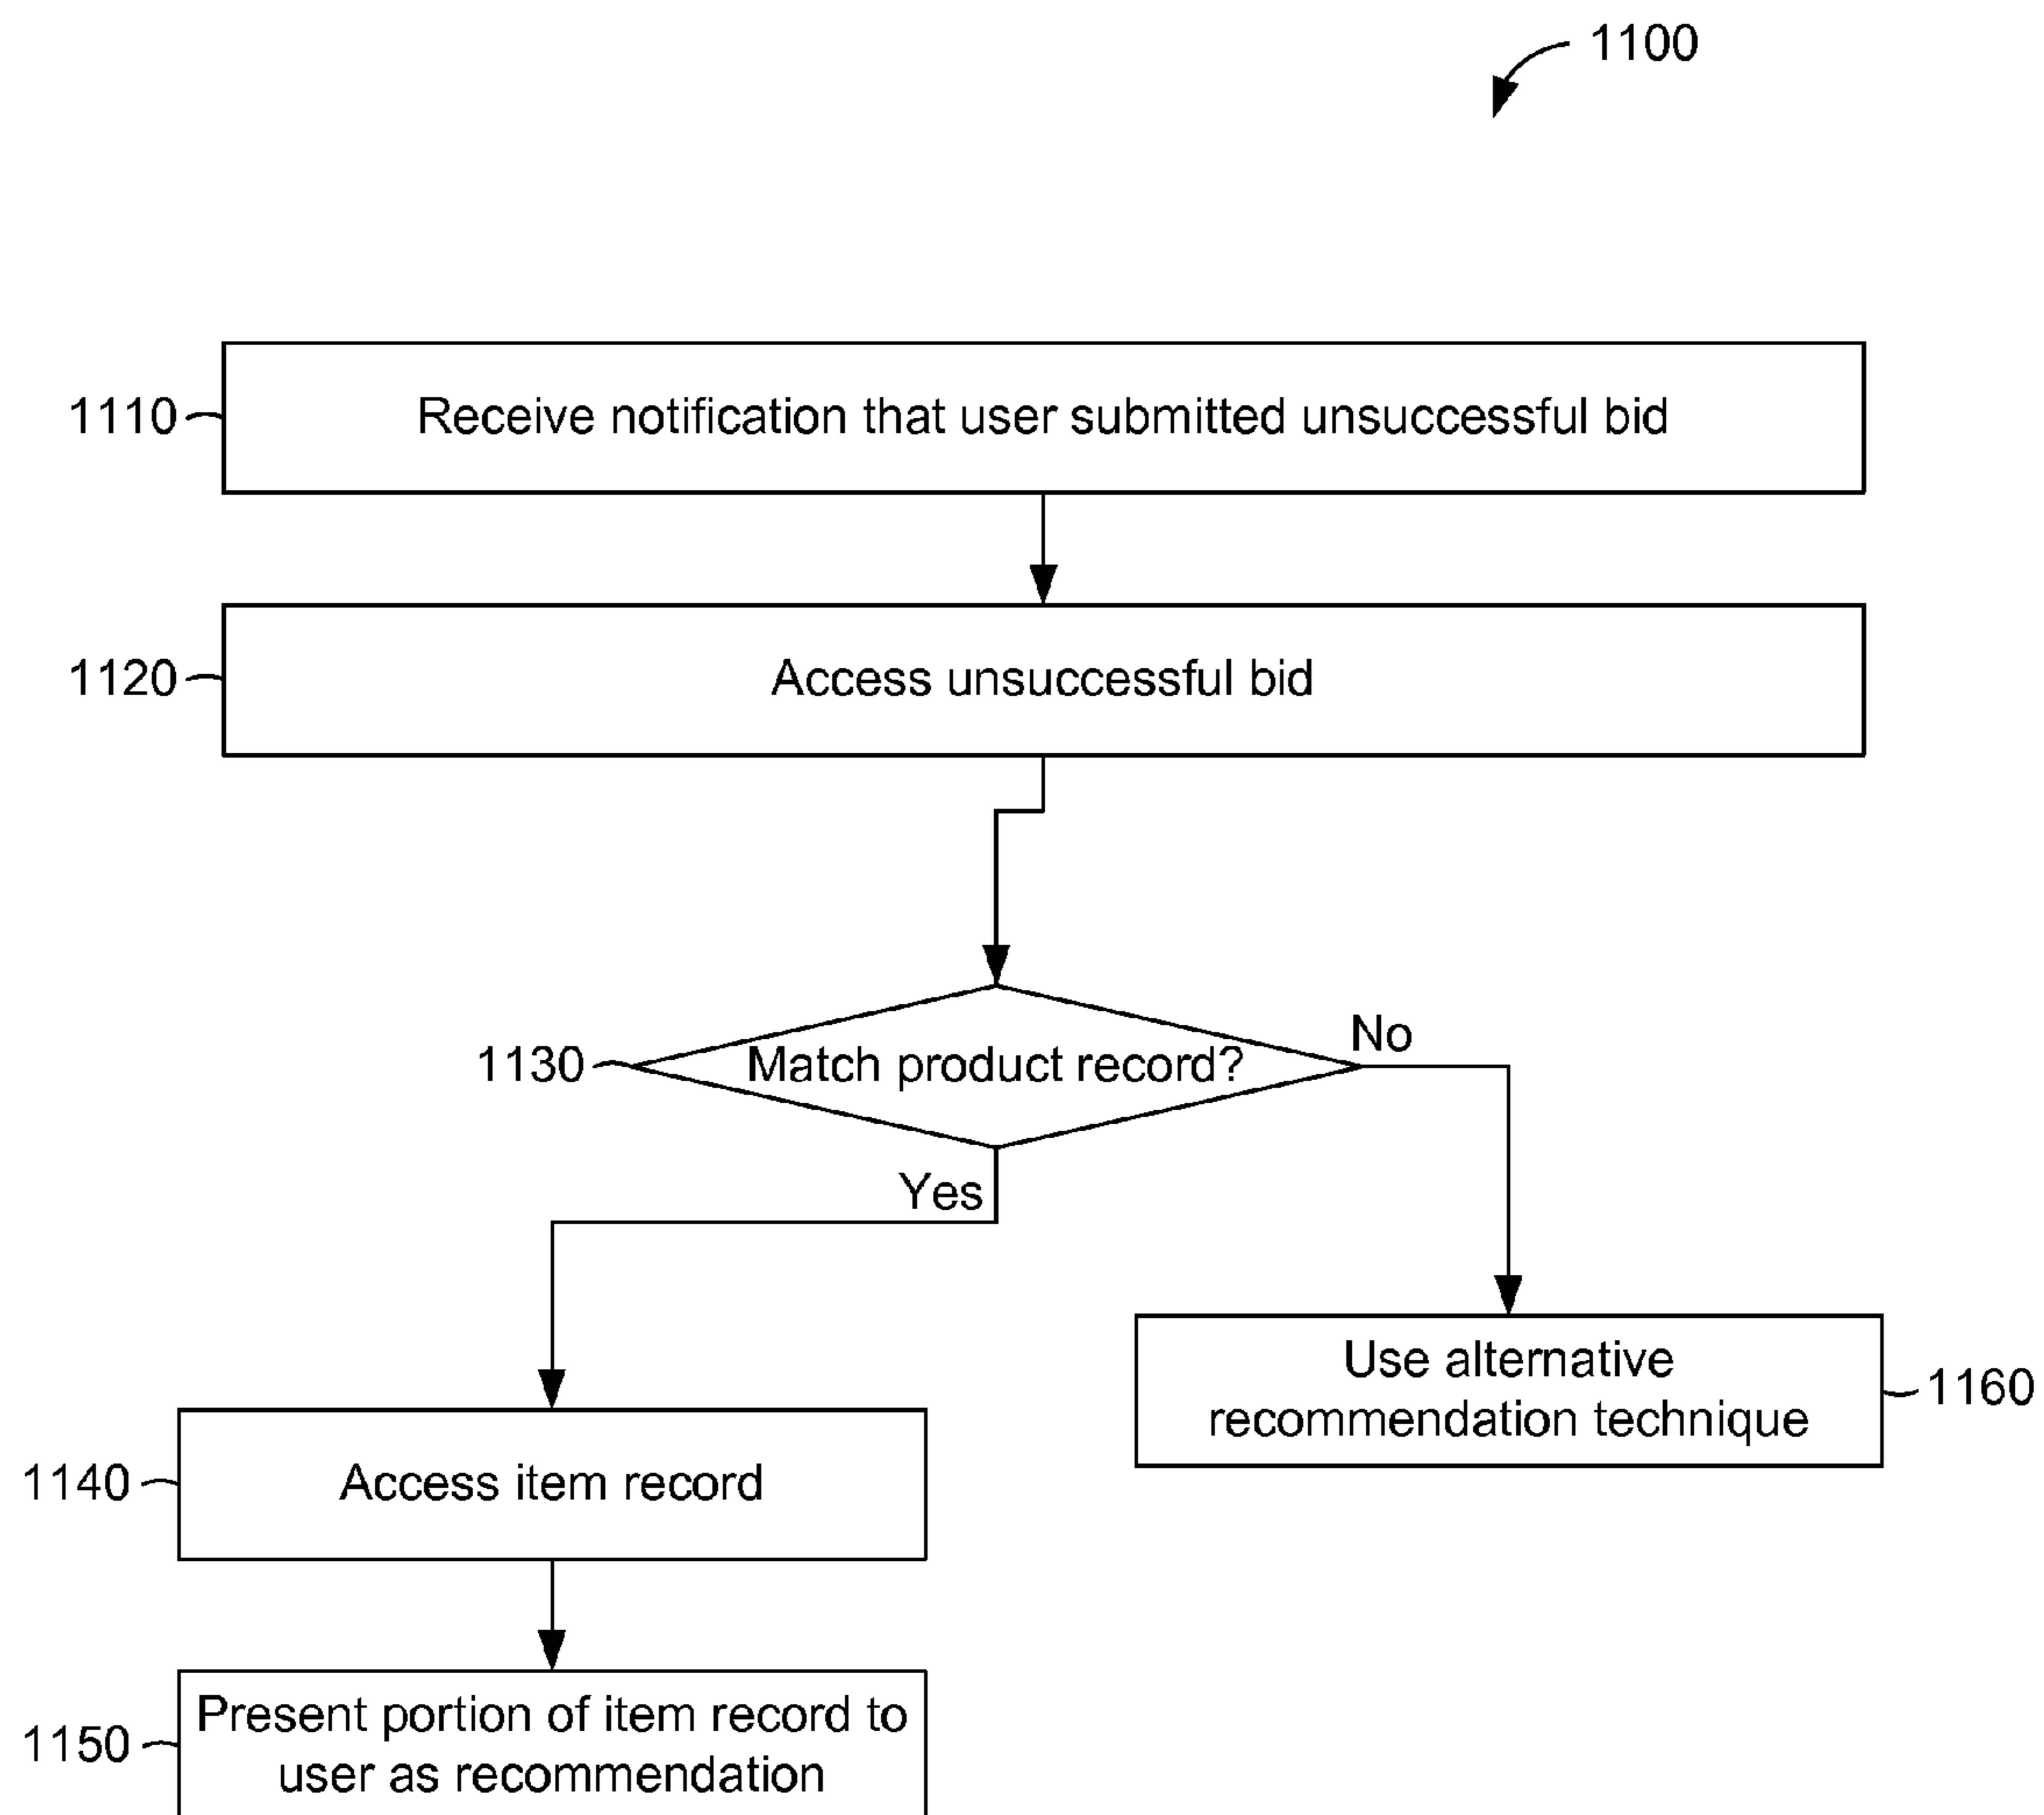 1100
1110
Receive notification that user submitted unsuccessful bid
1120
Access unsuccessful bid
1130
Match product record?
No
Yes
Use alternative
recommendation technique
1160
1140
Access item record
1150
Present portion of item record to
user as recommendation